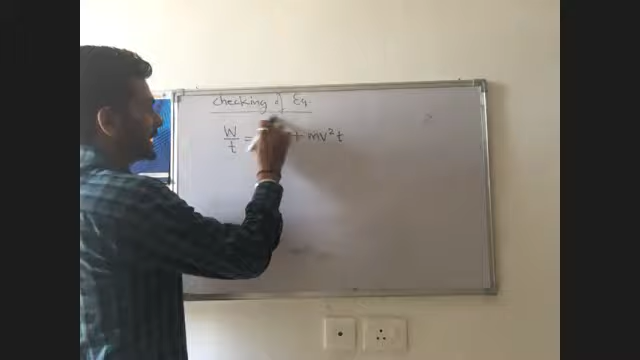 checking of Eq.
W/t = + mv²t